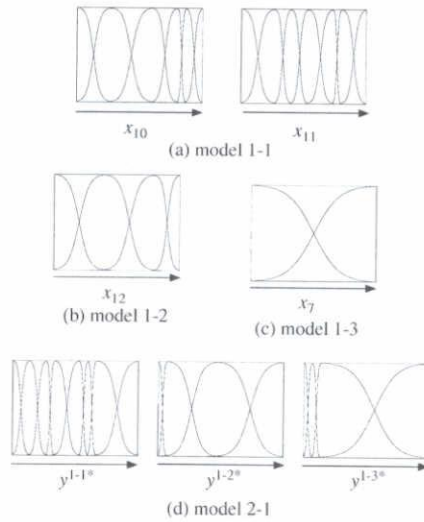 x10 x11
(a) model 1-1
x12 x7
(b) model 1-2 (c) model 1-3
y1-1* y1-2* y1-3*
(d) model 2-1